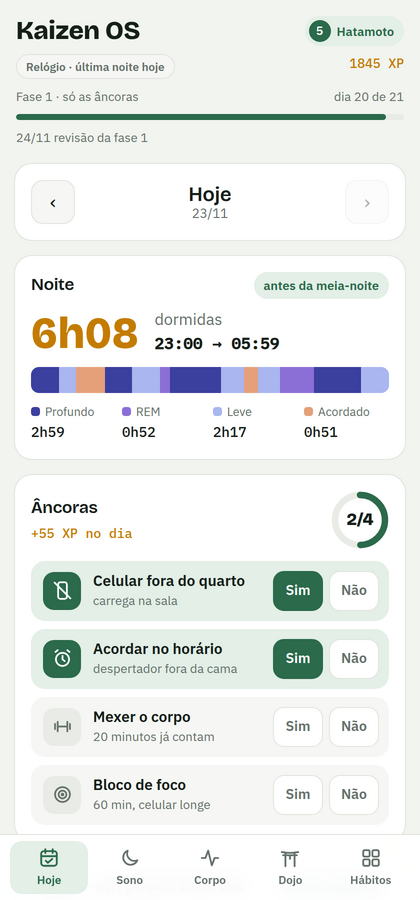 Kaizen OS
5 Hatamoto
Relógio · última noite hoje
1845 XP
Fase 1 · só as âncoras
dia 20 de 21
24/11 revisão da fase 1
‹
Hoje
23/11
›
Noite
antes da meia-noite
6h08
dormidas
23:00 → 05:59
Profundo
REM
Leve
Acordado
2h59
0h52
2h17
0h51
Âncoras
+55 XP no dia
2/4
Celular fora do quarto
carrega na sala
Sim
Não
Acordar no horário
despertador fora da cama
Sim
Não
Mexer o corpo
20 minutos já contam
Sim
Não
Bloco de foco
60 min, celular longe
Sim
Não
Hoje
Sono
Corpo
Dojo
Hábitos